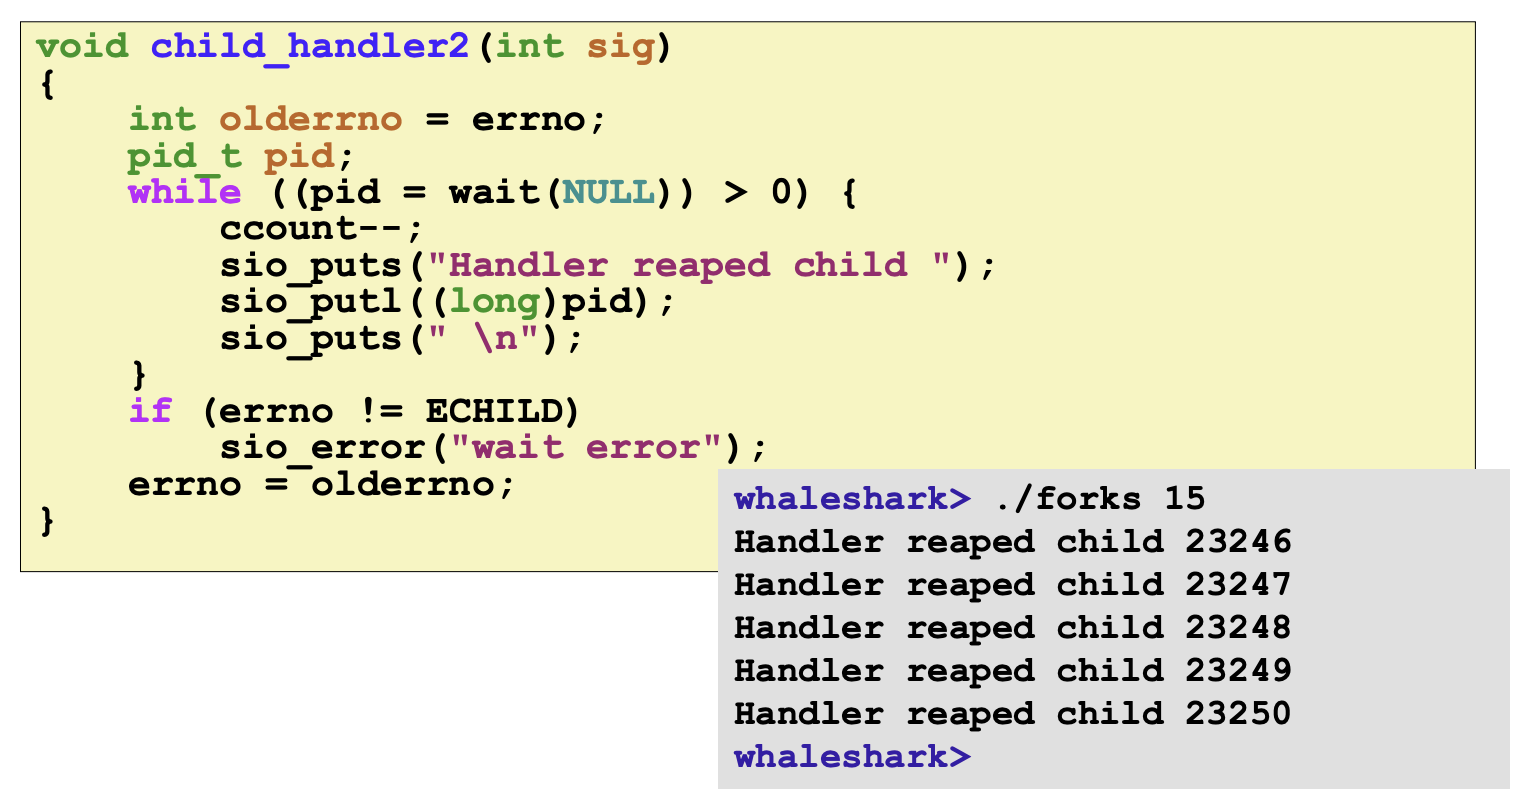 void child_handler2(int sig)
{
    int olderrno = errno;
    pid_t pid;
    while ((pid = wait(NULL)) > 0) {
        ccount--;
        sio_puts("Handler reaped child ");
        sio_putl((long)pid);
        sio_puts(" \n");
    }
    if (errno != ECHILD)
        sio_error("wait error");
    errno = olderrno;
}
whaleshark> ./forks 15
Handler reaped child 23246
Handler reaped child 23247
Handler reaped child 23248
Handler reaped child 23249
Handler reaped child 23250
whaleshark>